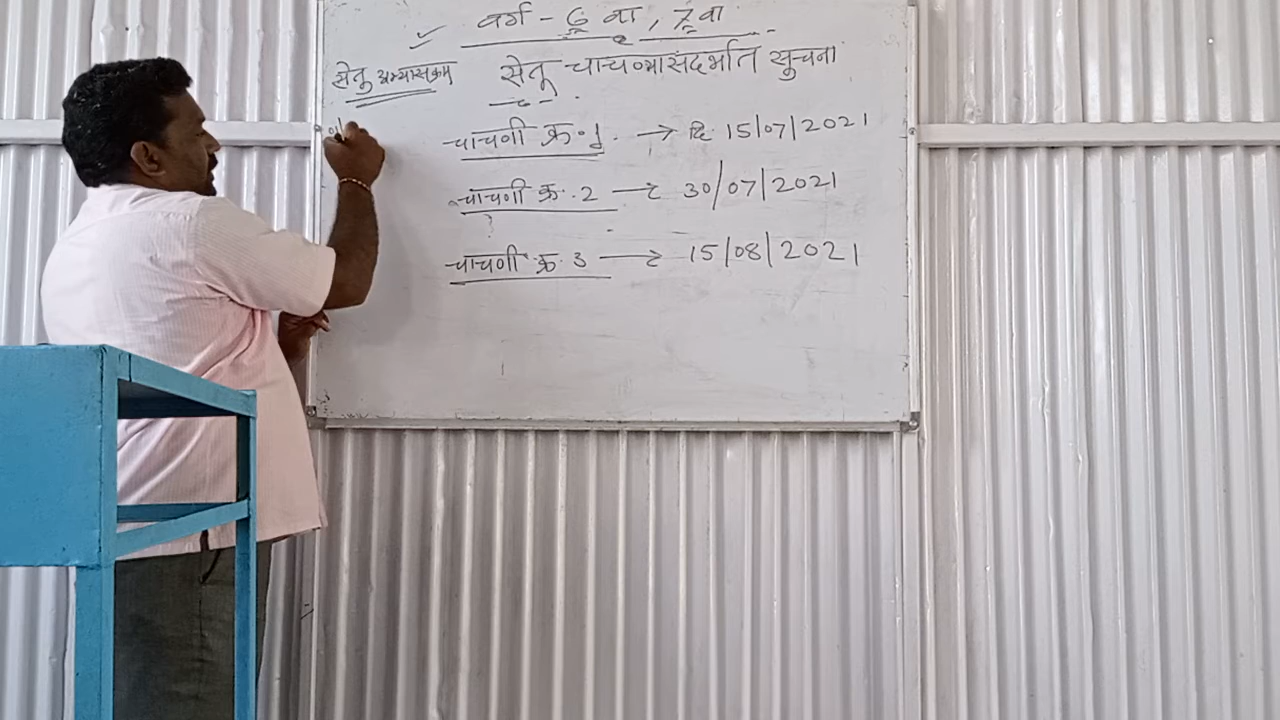 वर्ग - 6 वा, 7 वा
सेतू अभ्यासक्रम
सेतू चाचण्यासंदर्भात सुचना
चाचणी क्र. 1. → दि. 15/07/2021
चाचणी क्र. 2 → 30/07/2021
चाचणी क्र. 3 → 15/08/2021